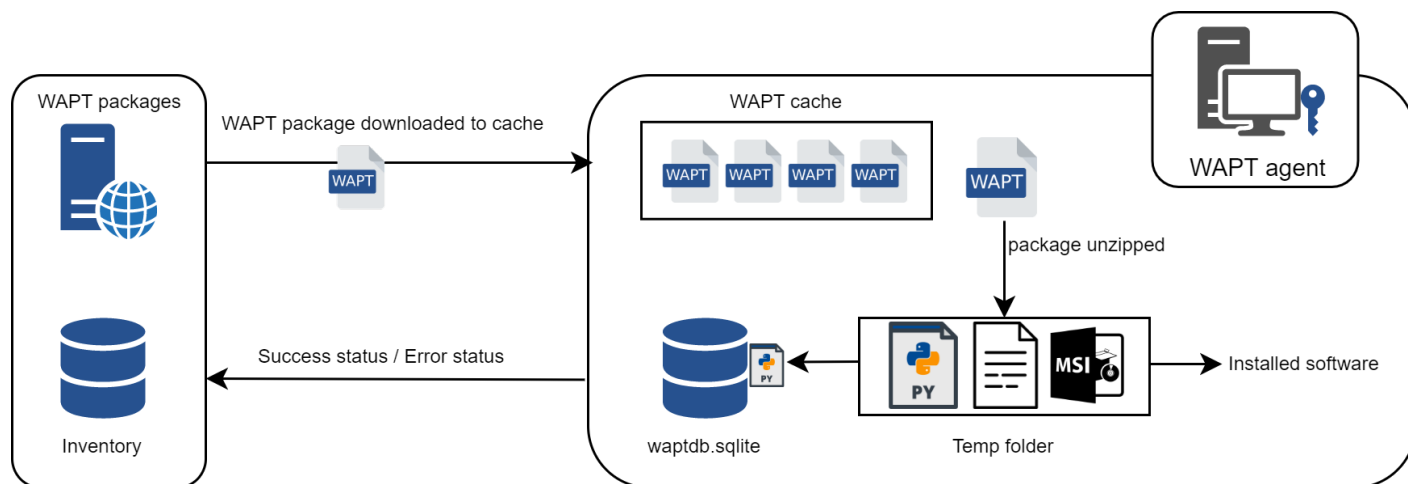 WAPT packages
WAPT package downloaded to cache
WAPT
WAPT cache
WAPT
WAPT
WAPT
WAPT
WAPT
WAPT agent
package unzipped
Success status / Error status
PY
PY
MSI
Installed software
Inventory
waptdb.sqlite
Temp folder